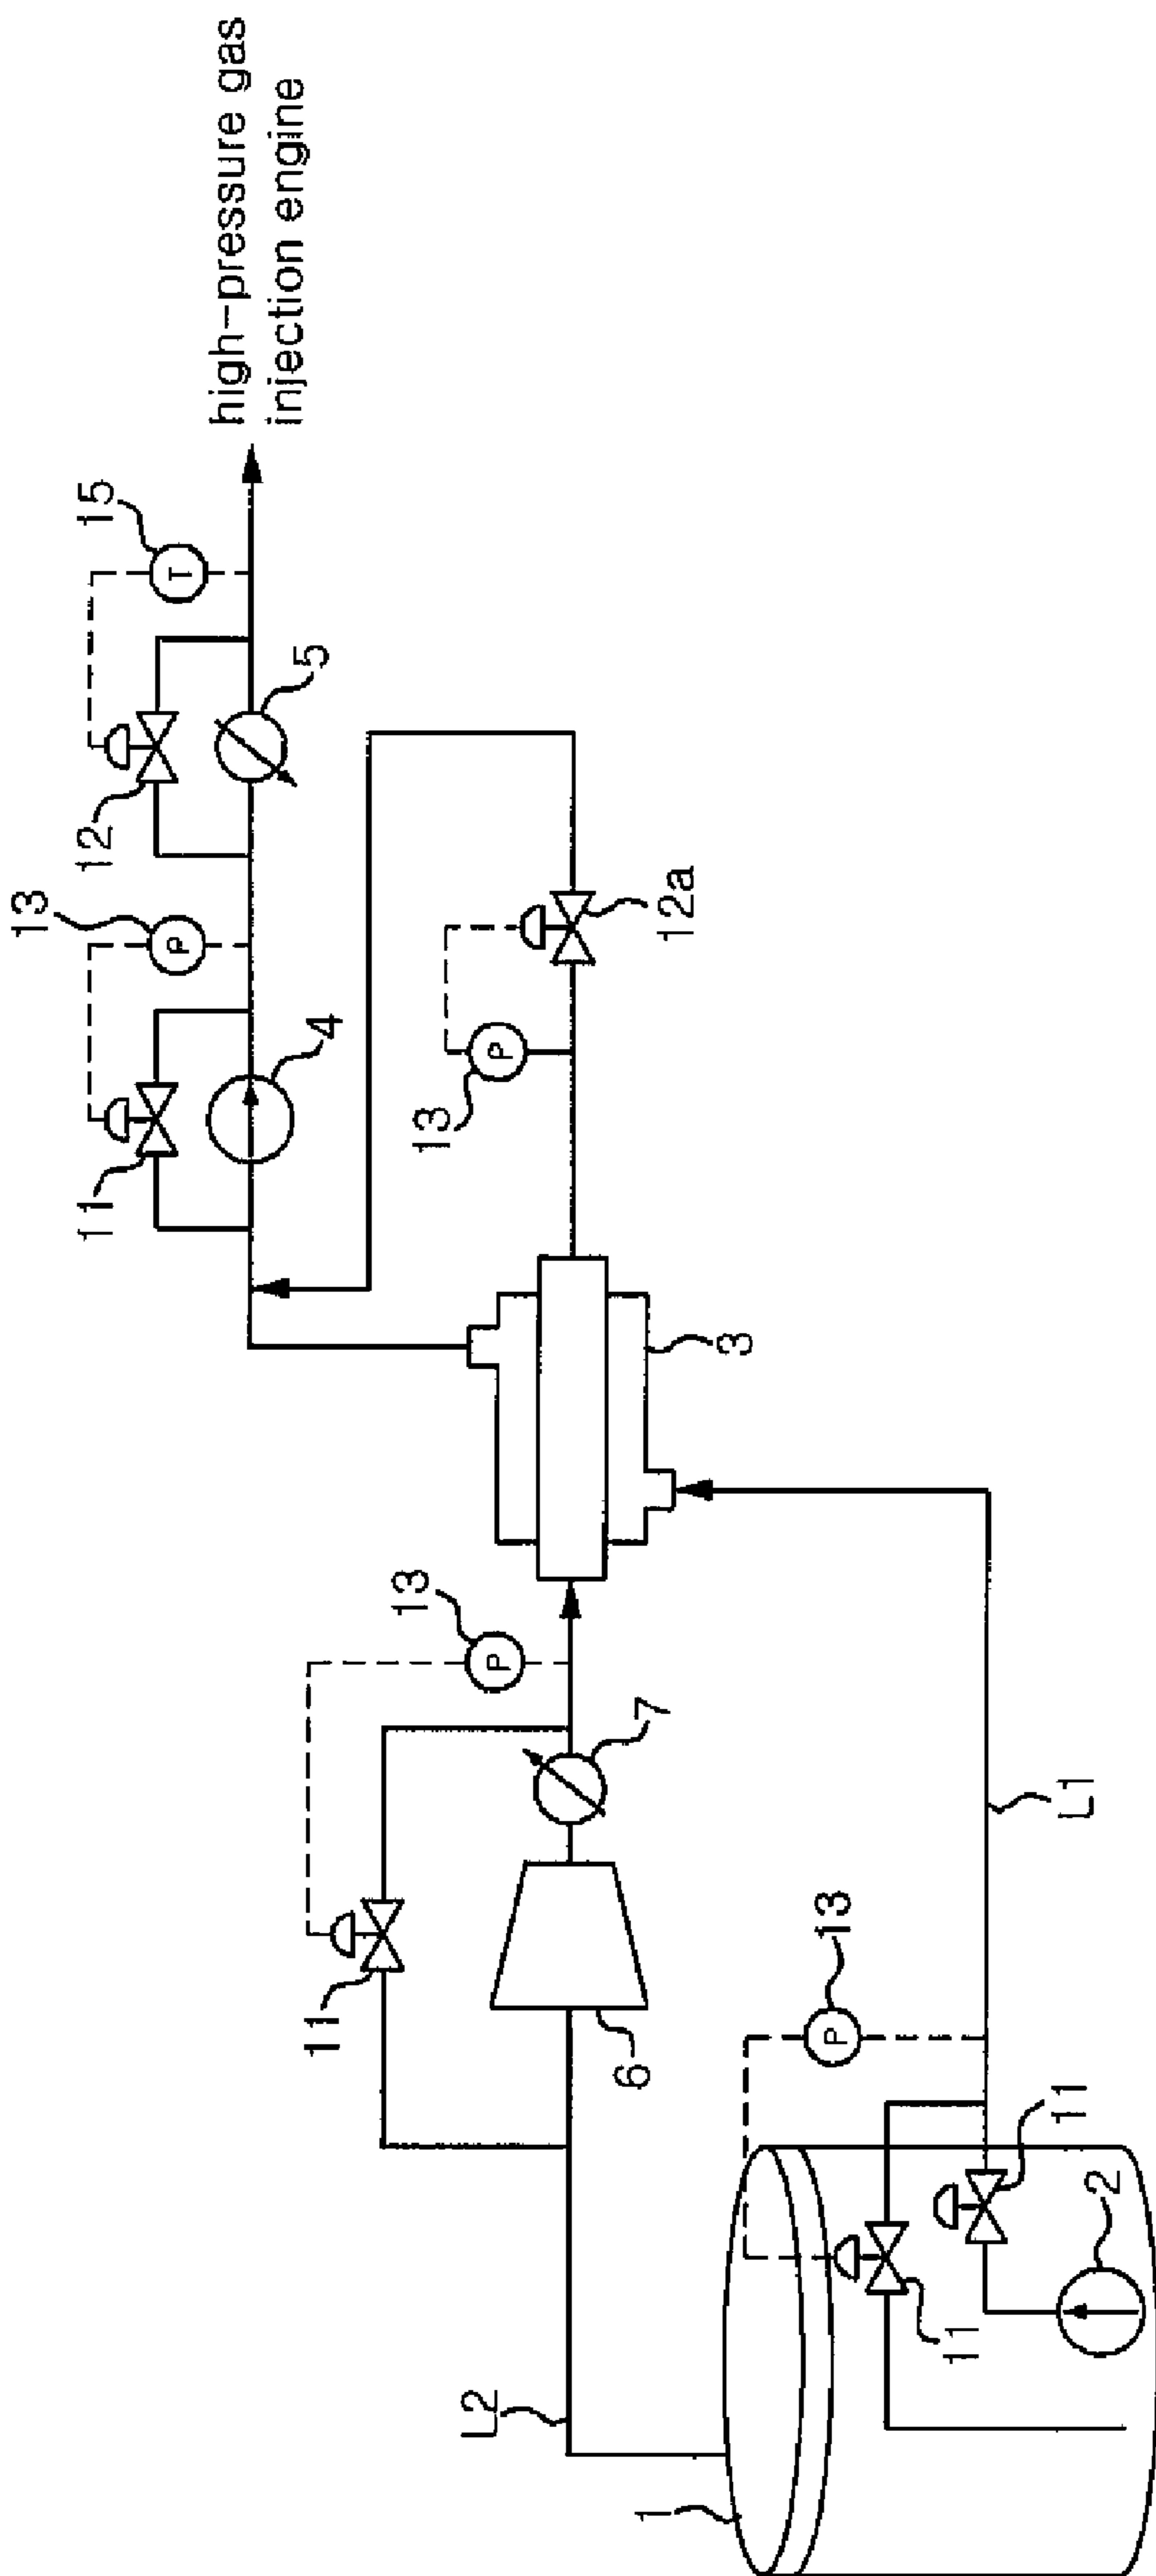 13
11
12
15
high-pressure gas
injection engine
5
4
11
13
13
L2
6
7
12a
3
1
13
11
11
L1
2
P
T
P
P
P